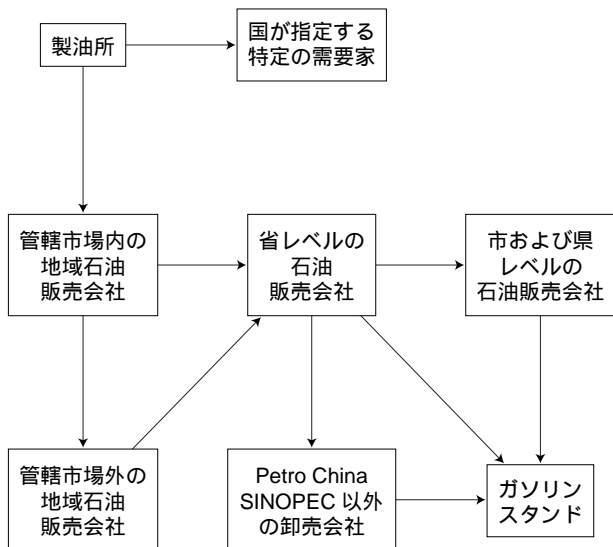 製油所
国が指定する
特定の需要家
管轄市場内の
地域石油
販売会社
省レベルの
石油
販売会社
市および県
レベルの
石油販売会社
管轄市場外の
地域石油
販売会社
Petro China
SINOPEC 以外
の卸売会社
ガソリン
スタンド